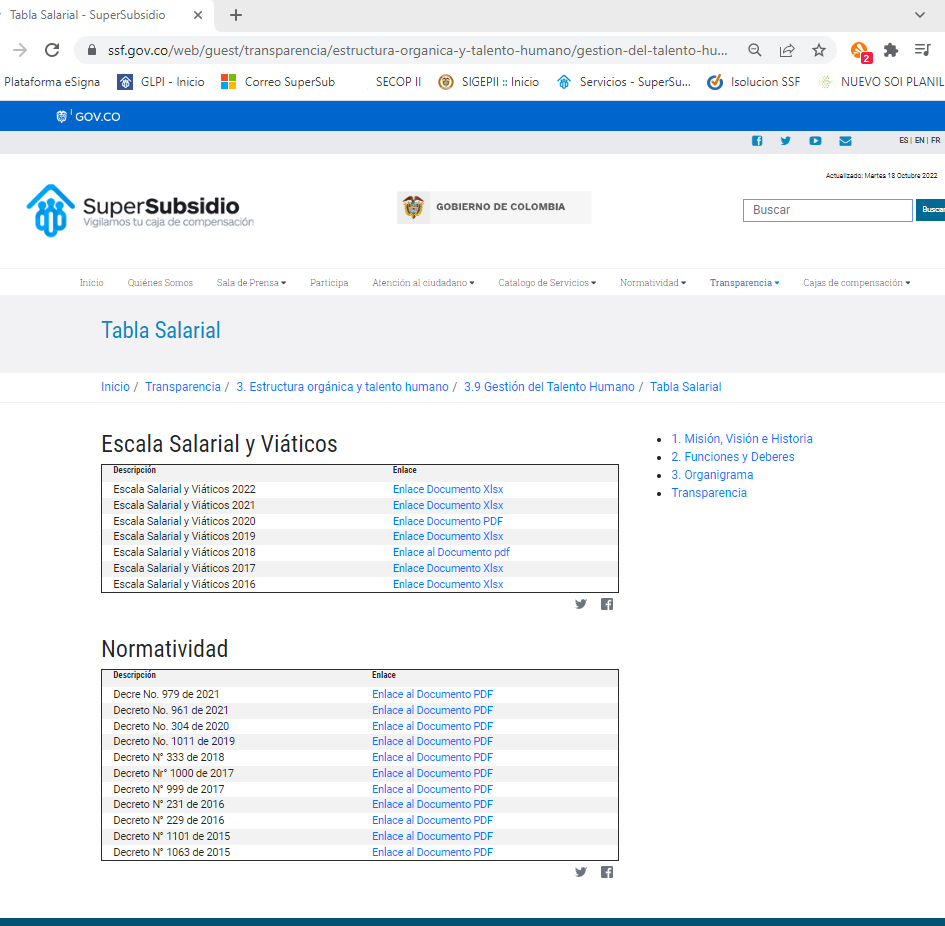 Tabla Salarial - SuperSubsidio
ssf.gov.co/web/guest/transparencia/estructura-organica-y-talento-humano/gestion-del-talento-hu...
2
Plataforma eSigna GLPI - Inicio Correo SuperSub SECOP II SIGEPII :: Inicio Servicios - SuperSu... Isolucion SSF NUEVO SOI PLANIL
GOV.CO
ES | EN | FR
Actualizado: Martes 18 Octubre 2022
SuperSubsidio
Vigilamos tu caja de compensación
GOBIERNO DE COLOMBIA
Buscar Buscar
Inicio Quiénes Somos Sala de Prensa Participa Atención al ciudadano Catalogo de Servicios Normatividad Transparencia Cajas de compensación
Tabla Salarial
Inicio / Transparencia / 3. Estructura orgánica y talento humano / 3.9 Gestión del Talento Humano / Tabla Salarial
Escala Salarial y Viáticos
Descripción Enlace
Escala Salarial y Viáticos 2022 Enlace Documento Xlsx
Escala Salarial y Viáticos 2021 Enlace Documento Xlsx
Escala Salarial y Viáticos 2020 Enlace Documento PDF
Escala Salarial y Viáticos 2019 Enlace Documento Xlsx
Escala Salarial y Viáticos 2018 Enlace al Documento pdf
Escala Salarial y Viáticos 2017 Enlace Documento Xlsx
Escala Salarial y Viáticos 2016 Enlace Documento Xlsx
1. Misión, Visión e Historia
2. Funciones y Deberes
3. Organigrama
Transparencia
Normatividad
Descripción Enlace
Decre No. 979 de 2021 Enlace al Documento PDF
Decreto No. 961 de 2021 Enlace al Documento PDF
Decreto No. 304 de 2020 Enlace al Documento PDF
Decreto No. 1011 de 2019 Enlace al Documento PDF
Decreto N° 333 de 2018 Enlace al Documento PDF
Decreto Nr° 1000 de 2017 Enlace al Documento PDF
Decreto N° 999 de 2017 Enlace al Documento PDF
Decreto N° 231 de 2016 Enlace al Documento PDF
Decreto N° 229 de 2016 Enlace al Documento PDF
Decreto N° 1101 de 2015 Enlace al Documento PDF
Decreto N° 1063 de 2015 Enlace al Documento PDF